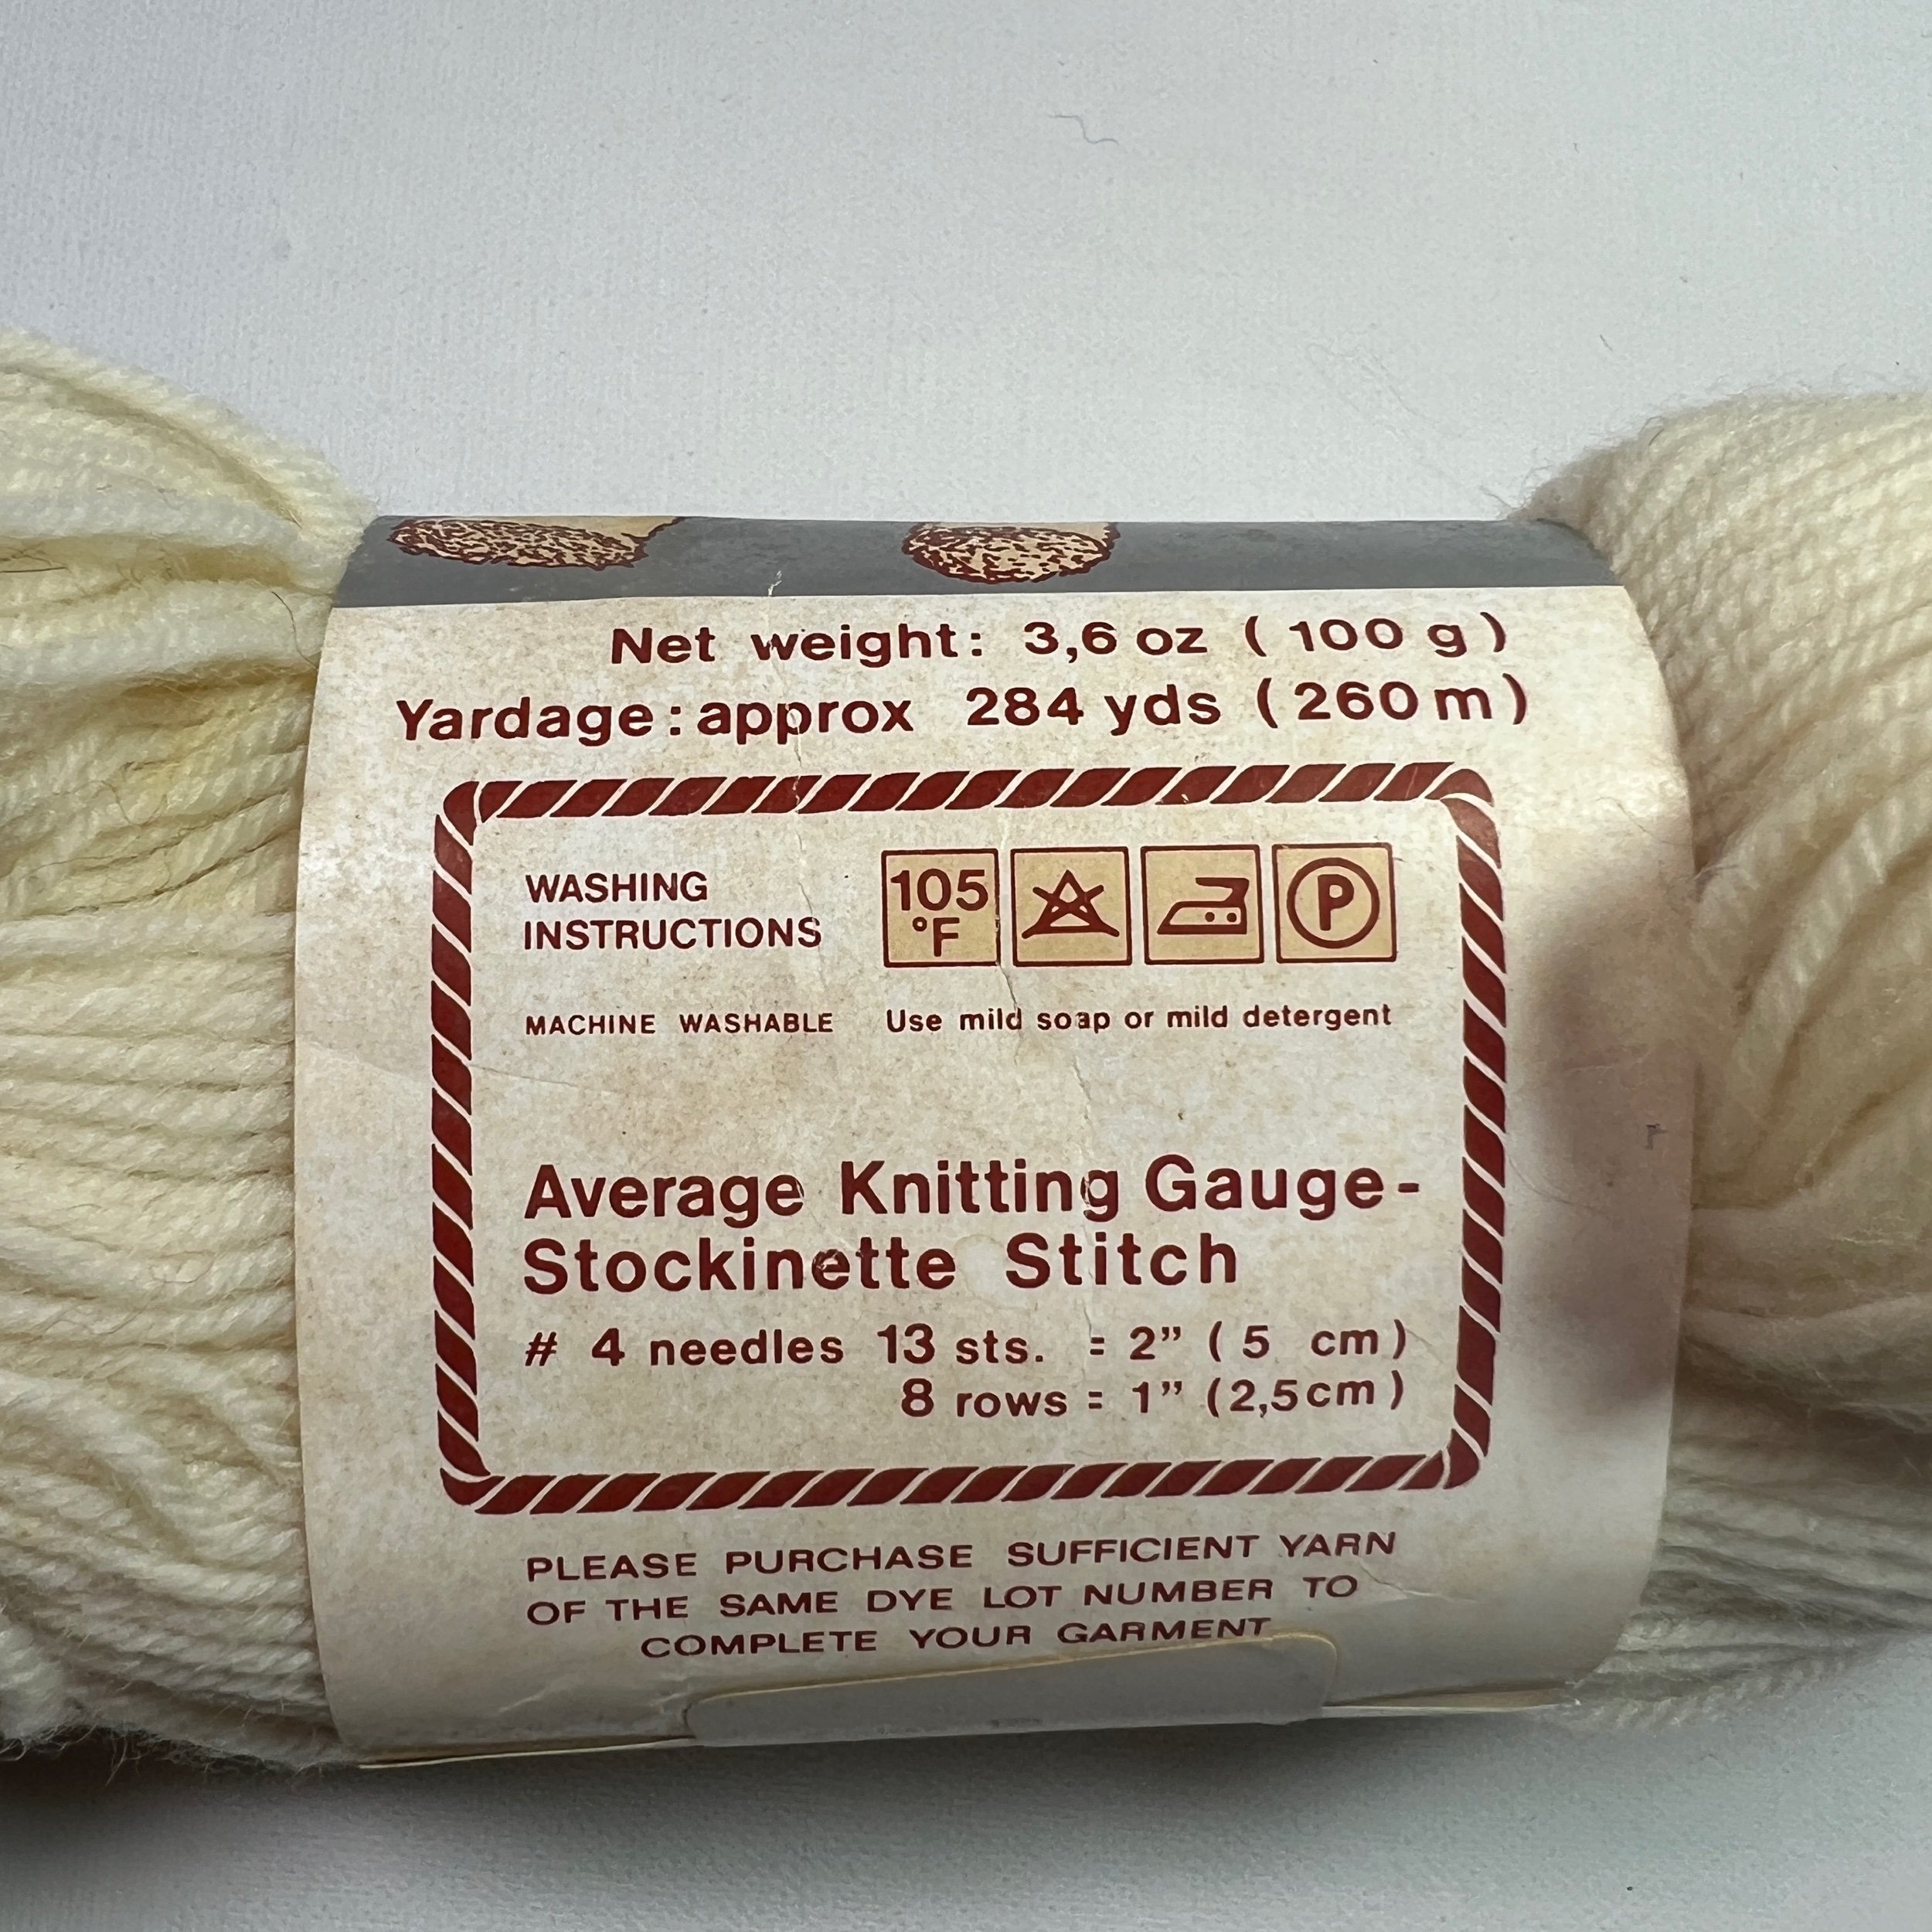 Net weight: 3,6 oz (100 g)
Yardage: approx 284 yds (260 m)
WASHING
INSTRUCTIONS
105
°F
P
MACHINE WASHABLE Use mild soap or mild detergent
Average Knitting Gauge-
Stockinette Stitch
# 4 needles 13 sts. = 2” (5 cm)
8 rows = 1” (2,5cm)
PLEASE PURCHASE SUFFICIENT YARN
OF THE SAME DYE LOT NUMBER TO
COMPLETE YOUR GARMENT